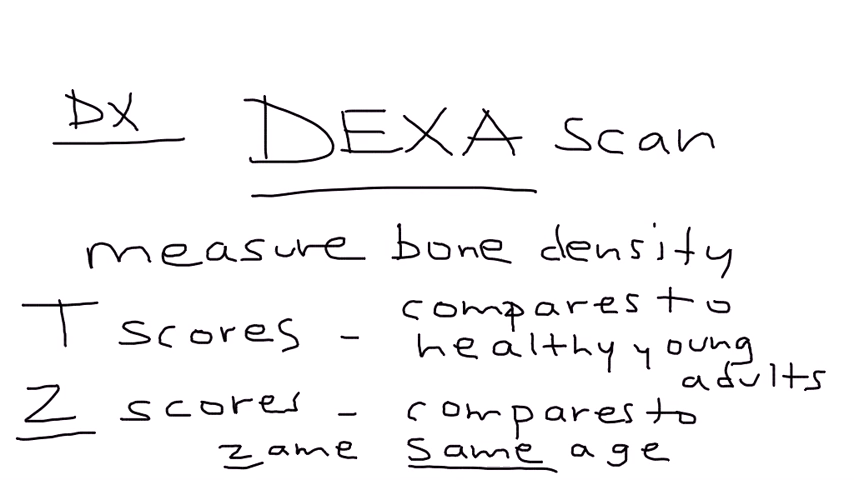 DX DEXA scan
measure bone density
T scores - compares to
healthy young
adults
Z scores - compares to
zame same age